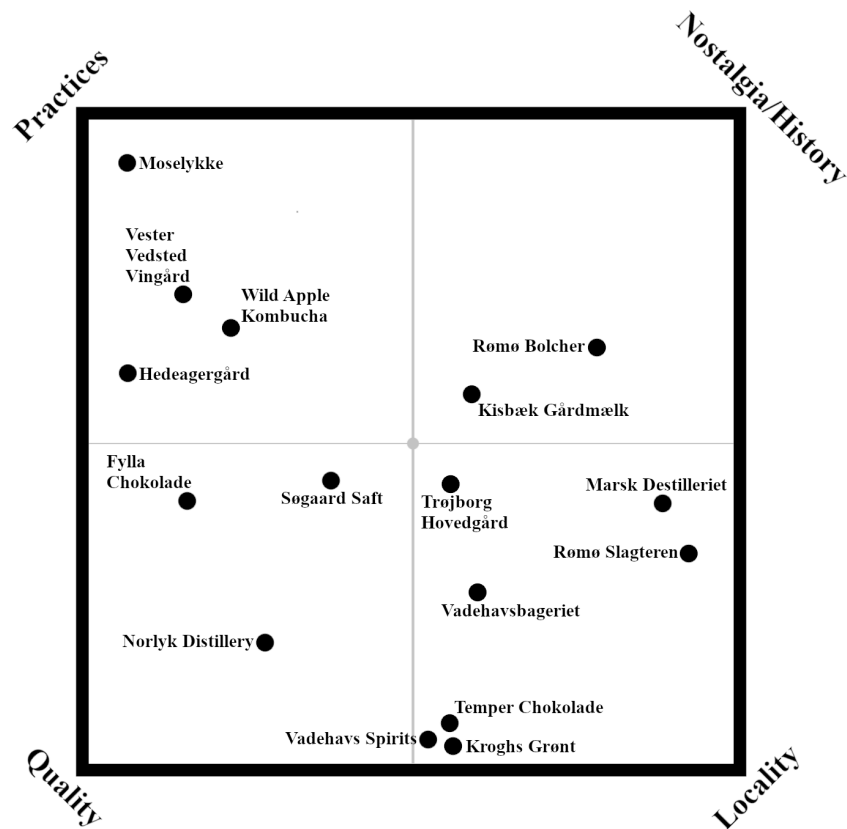 Practices
Nostalgia/History
Moselykke
Vester
Vedsted
Vingård
Wild Apple
Kombucha
Rømø Bolcher
Hedeagergård
Kisbæk Gårdmælk
Fylla
Chokolade
Søgaard Saft
Trøjborg
Hovedgård
Marsk Destilleriet
Rømø Slagteren
Vadehavsbageriet
Norlyk Distillery
Temper Chokolade
Vadehavs Spirits
Kroghs Grønt
Quality
Locality